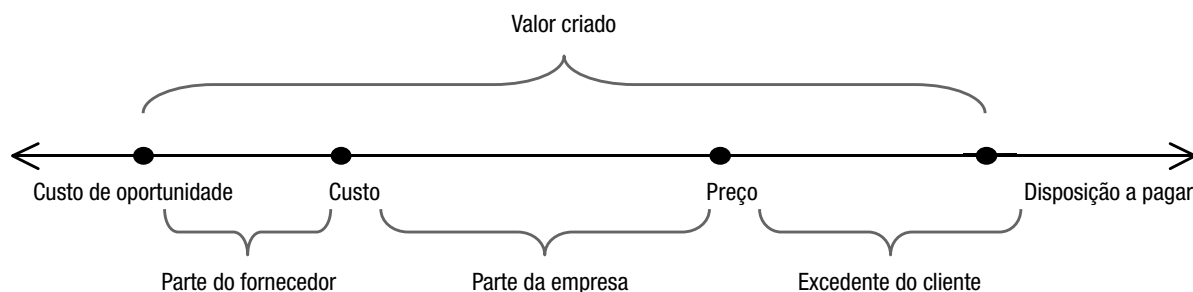 Valor criado
Custo de oportunidade Custo Preço Disposição a pagar
Parte do fornecedor Parte da empresa Excedente do cliente